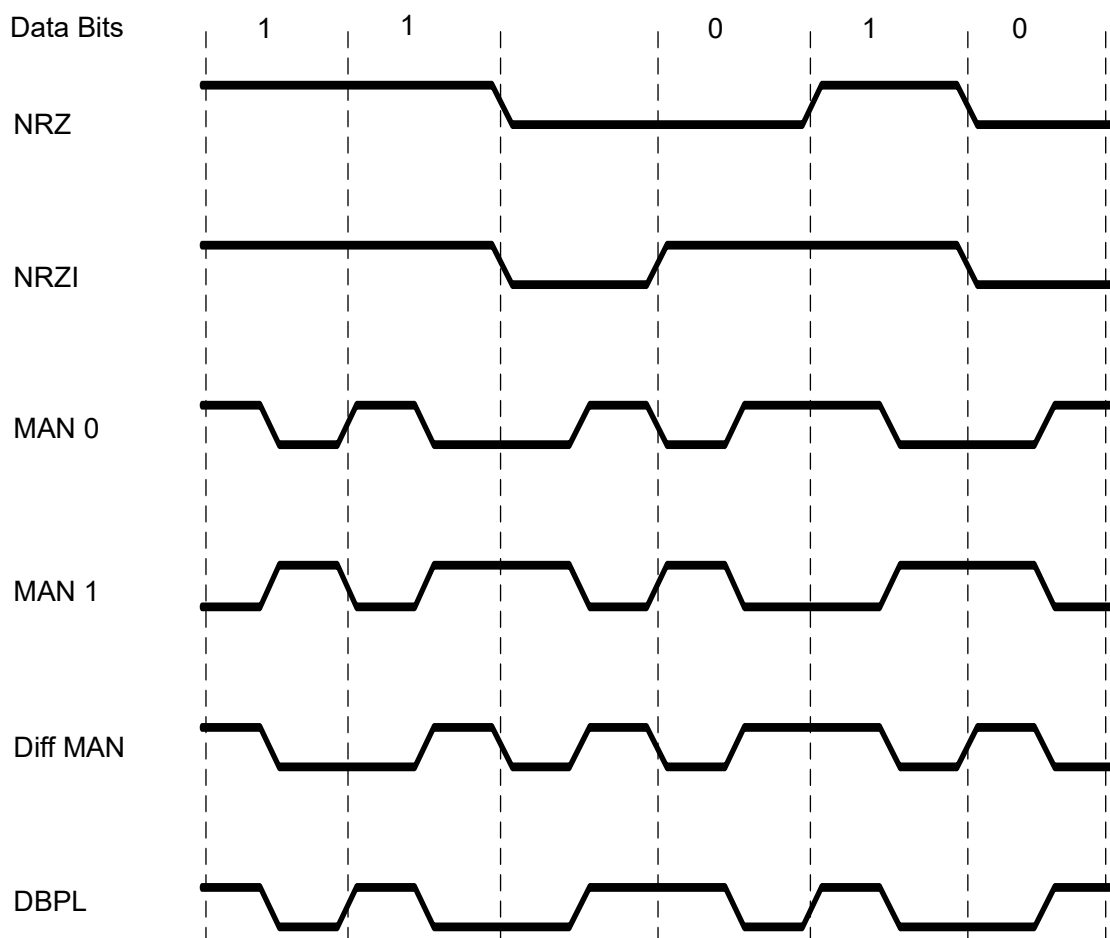 Data Bits 1 1 0 1 0
NRZ
NRZI
MAN 0
MAN 1
Diff MAN
DBPL